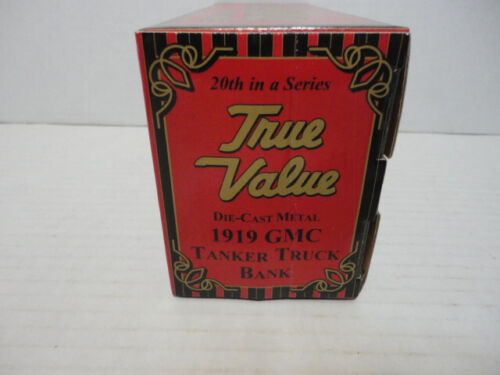 20th in a Series
True
Value
DIE-CAST METAL
1919 GMC
TANKER TRUCK
BANK